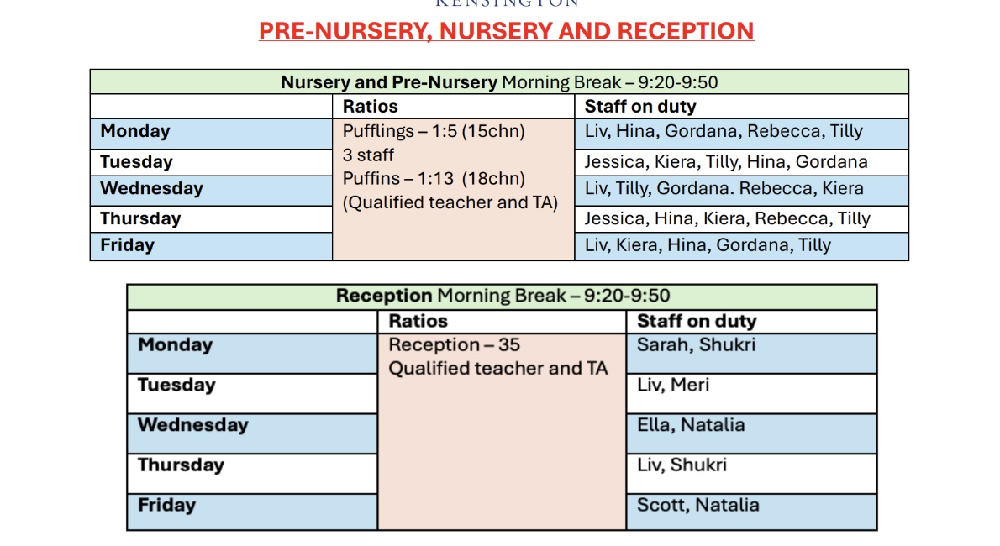 KENSINGTON
PRE-NURSERY, NURSERY AND RECEPTION
Nursery and Pre-Nursery Morning Break – 9:20-9:50
Ratios Staff on duty
Monday Pufflings – 1:5 (15chn) Liv, Hina, Gordana, Rebecca, Tilly
3 staff
Tuesday Jessica, Kiera, Tilly, Hina, Gordana
Puffins – 1:13 (18chn)
Wednesday Liv, Tilly, Gordana. Rebecca, Kiera
(Qualified teacher and TA)
Thursday Jessica, Hina, Kiera, Rebecca, Tilly
Friday Liv, Kiera, Hina, Gordana, Tilly
Reception Morning Break – 9:20-9:50
Ratios Staff on duty
Monday Reception – 35 Sarah, Shukri
Qualified teacher and TA
Tuesday Liv, Meri
Wednesday Ella, Natalia
Thursday Liv, Shukri
Friday Scott, Natalia